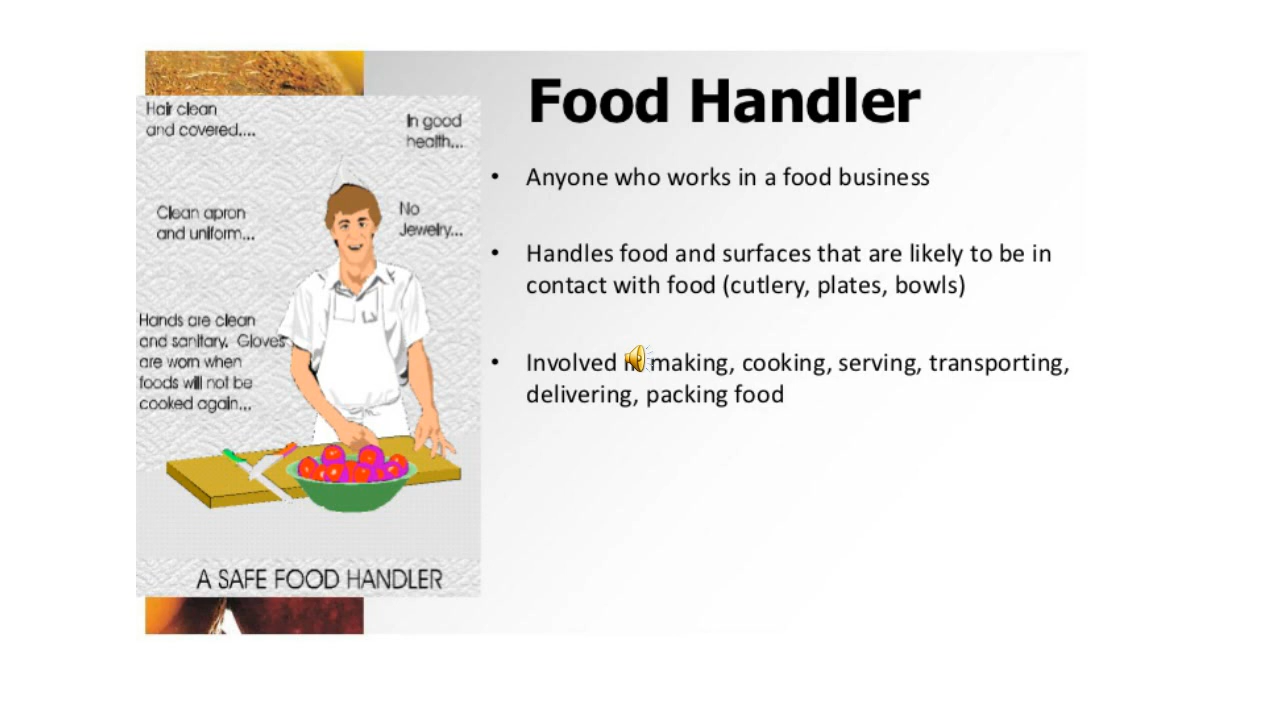 Food Handler
Hair clean
and covered....
In good
health...
Clean apron
and uniform...
No
Jewelry...
Hands are clean
and sanitary. Gloves
are worn when
foods will not be
cooked again...
A SAFE FOOD HANDLER
• Anyone who works in a food business
• Handles food and surfaces that are likely to be in
contact with food (cutlery, plates, bowls)
• Involved making, cooking, serving, transporting,
delivering, packing food